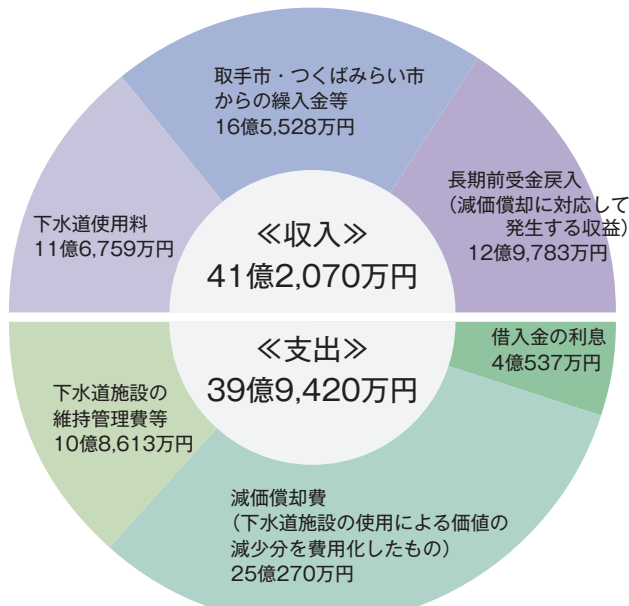 取手市・つくばみらい市
からの繰入金等
16億5,528万円
長期前受金戻入
（減価償却に対応して
発生する収益）
12億9,783万円
下水道使用料
11億6,759万円
≪収入≫
41億2,070万円
≪支出≫
39億9,420万円
借入金の利息
4億537万円
下水道施設の
維持管理費等
10億8,613万円
減価償却費
（下水道施設の使用による価値の
減少分を費用化したもの）
25億270万円